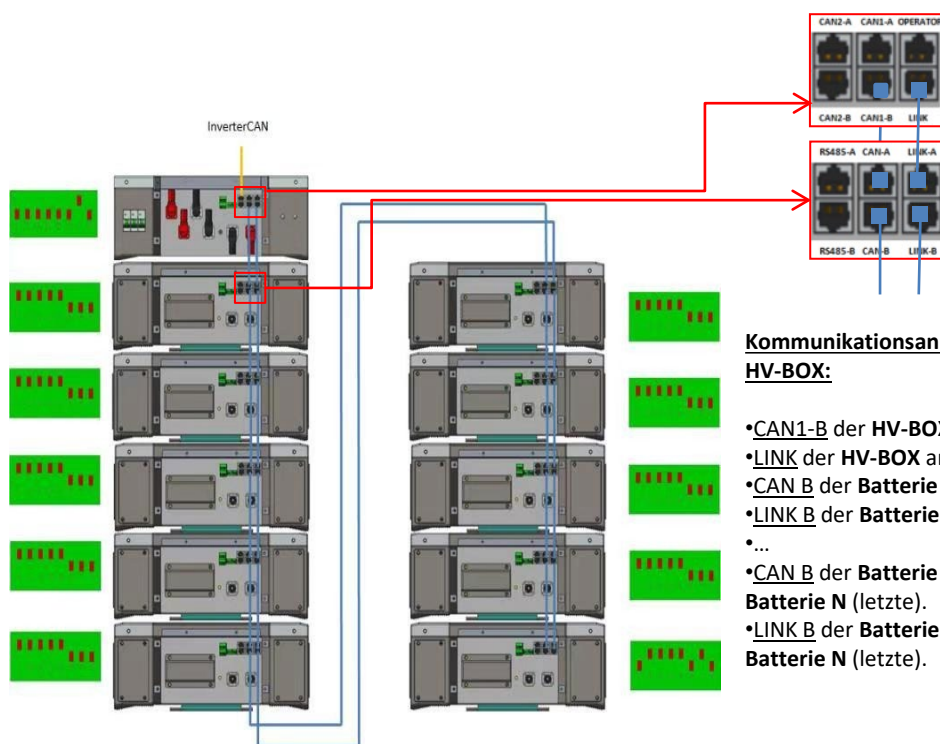 CAN2-A CAN1-A OPERATOR
CAN2-B CAN1-B LINK
InverterCAN
RS485-A CAN-A LINK-A
RS485-B CAN-B LINK-B
Kommunikationsan
HV-BOX:
•CAN1-B der HV-BOX
•LINK der HV-BOX an
•CAN B der Batterie
•LINK B der Batterie
•...
•CAN B der Batterie
Batterie N (letzte).
•LINK B der Batterie
Batterie N (letzte).